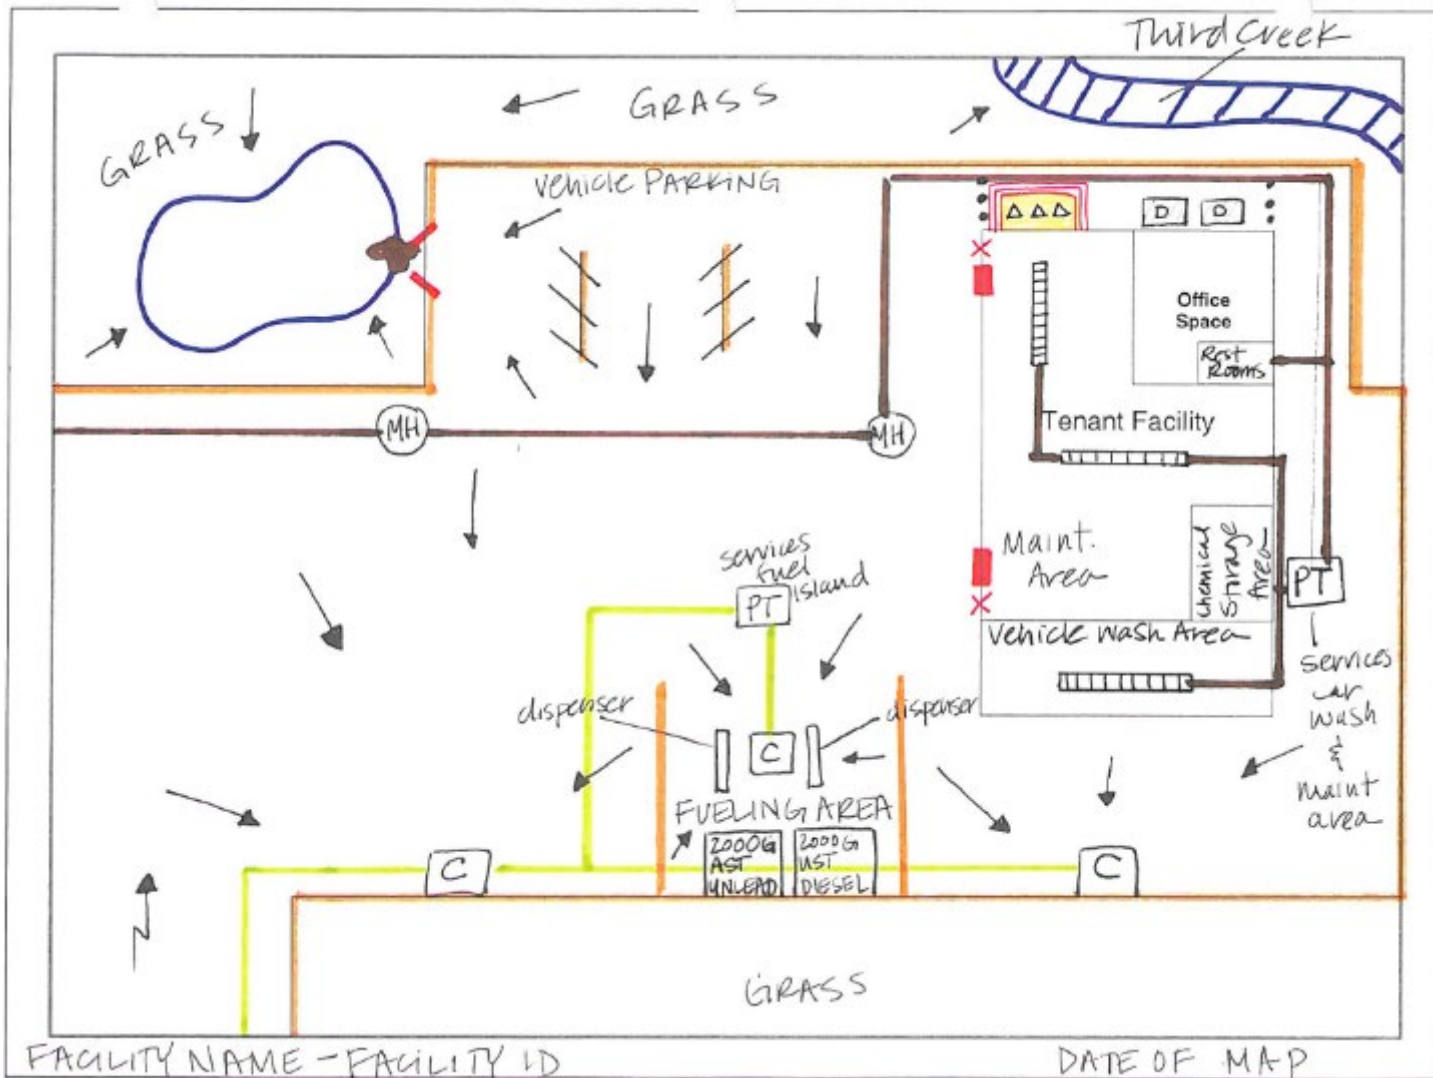 Third Creek
GRASS
GRASS
Vehicle PARKING
D
D
Office
Space
Rest
Rooms
MH
MH
Tenant Facility
Maint.
Area
Chemical
Storage
Area
PT
services
fuel
island
PT
Vehicle Wash Area
services
car
wash
&
maint
area
dispenser
dispenser
C
FUELING AREA
2000G
AST
UNLEAD
2000G
UST
DIESEL
C
C
GRASS
FACILITY NAME - FACILITY ID
DATE OF MAP